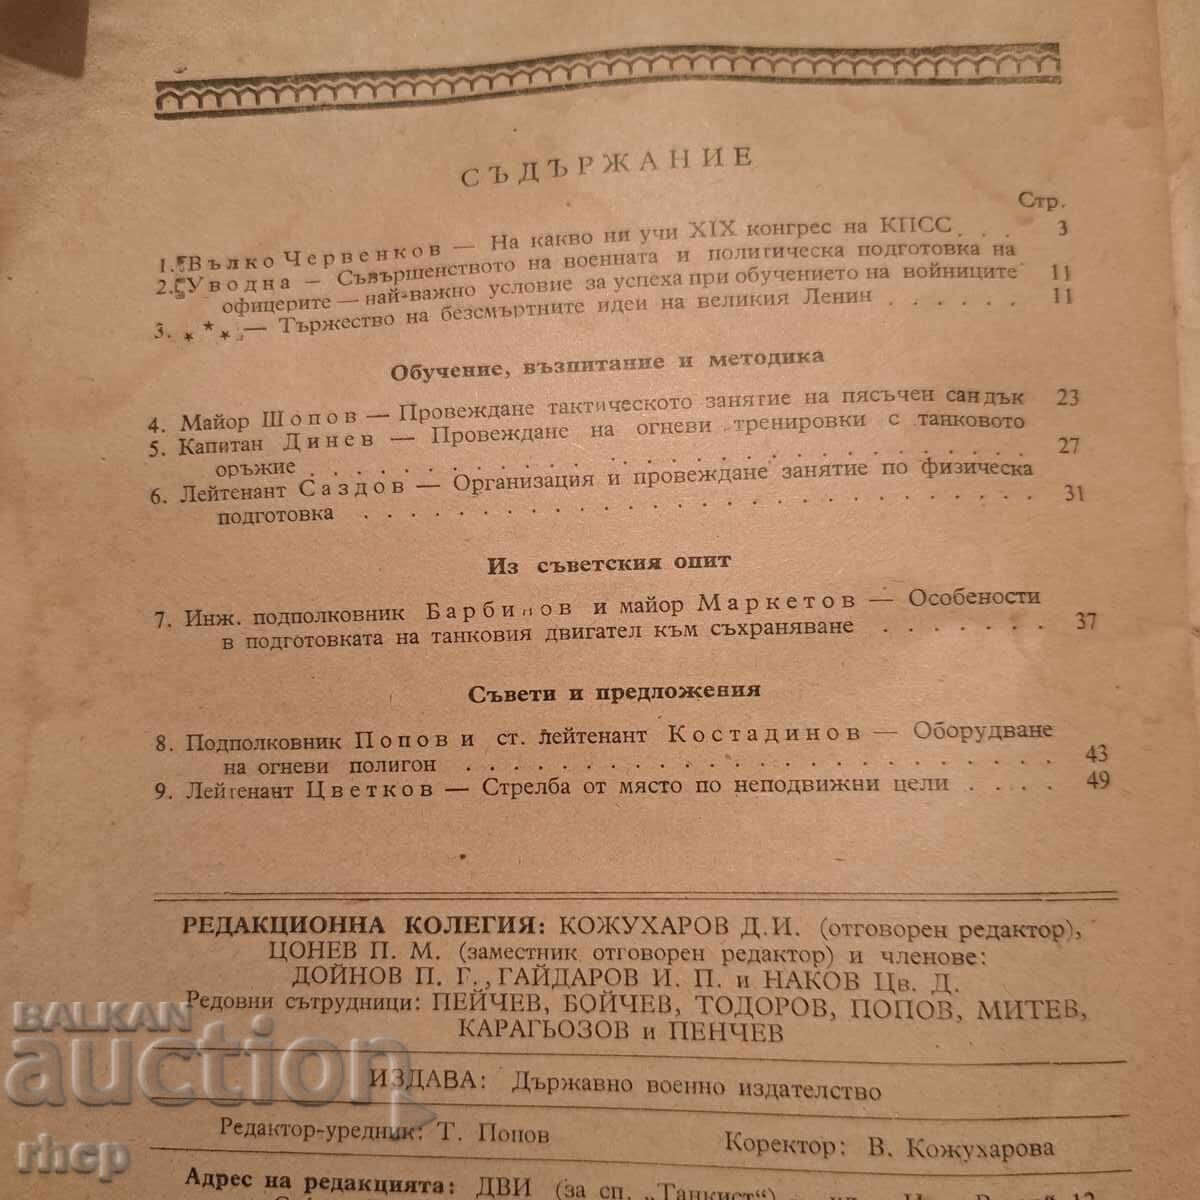 СЪДЪРЖАНИЕ
Стр.
1. Вълко Червенков — На какво ни учи XIX конгрес на КПСС . . . 3
2. Уводна — Съвършенството на военната и политическа подготовка на
офицерите — най-важно условие за успеха при обучението на войниците 11
3. * * * — Тържество на безсмъртните идеи на великия Ленин . . . . . . 11
Обучение, възпитание и методика
4. Майор Шопов — Провеждане тактическото занятие на пясъчен сандък 23
5. Капитан Динев — Провеждане на огневи тренировки с танковото
оръжие . . . . . . . . . . . . . . . . . . . . . . . . . . 27
6. Лейтенант Саздов — Организация и провеждане занятие по физическа
подготовка . . . . . . . . . . . . . . . . . . . . . . . . 31
Из съветския опит
7. Инж. подполковник Барбинов и майор Маркетов — Особености
в подготовката на танковия двигател към съхраняване . . . . . . . 37
Съвети и предложения
8. Подполковник Попов и ст. лейтенант Костадинов — Оборудване
на огневи полигон . . . . . . . . . . . . . . . . . . . . . 43
9. Лейтенант Цветков — Стрелба от място по неподвижни цели . . . . 49
РЕДАКЦИОННА КОЛЕГИЯ: КОЖУХАРОВ Д.И. (отговорен редактор),
ЦОНЕВ П. М. (заместник отговорен редактор) и членове:
ДОЙНОВ П. Г., ГАЙДАРОВ И. П. и НАКОВ Цв. Д.
Редовни сътрудници: ПЕЙЧЕВ, БОЙЧЕВ, ТОДОРОВ, ПОПОВ, МИТЕВ,
КАРАГЬОЗОВ и ПЕНЧЕВ
ИЗДАВА: Държавно военно издателство
Редактор-уредник: Т. Попов
Коректор: В. Кожухарова
Адрес на редакцията: ДВИ (за сп. „Танкист“)
BALKAN
auction
rhcp